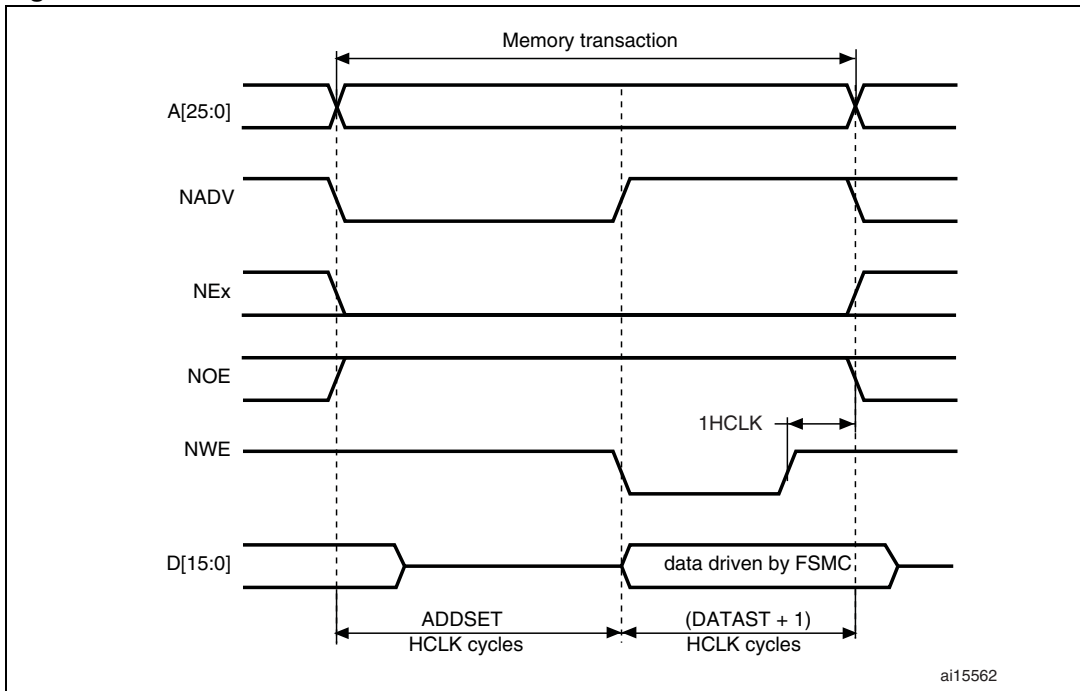 Memory transaction
A[25:0]
NADV
NEx
NOE
1HCLK
NWE
D[15:0]
data driven by FSMC
ADDSET
HCLK cycles
(DATAST + 1)
HCLK cycles
ai15562